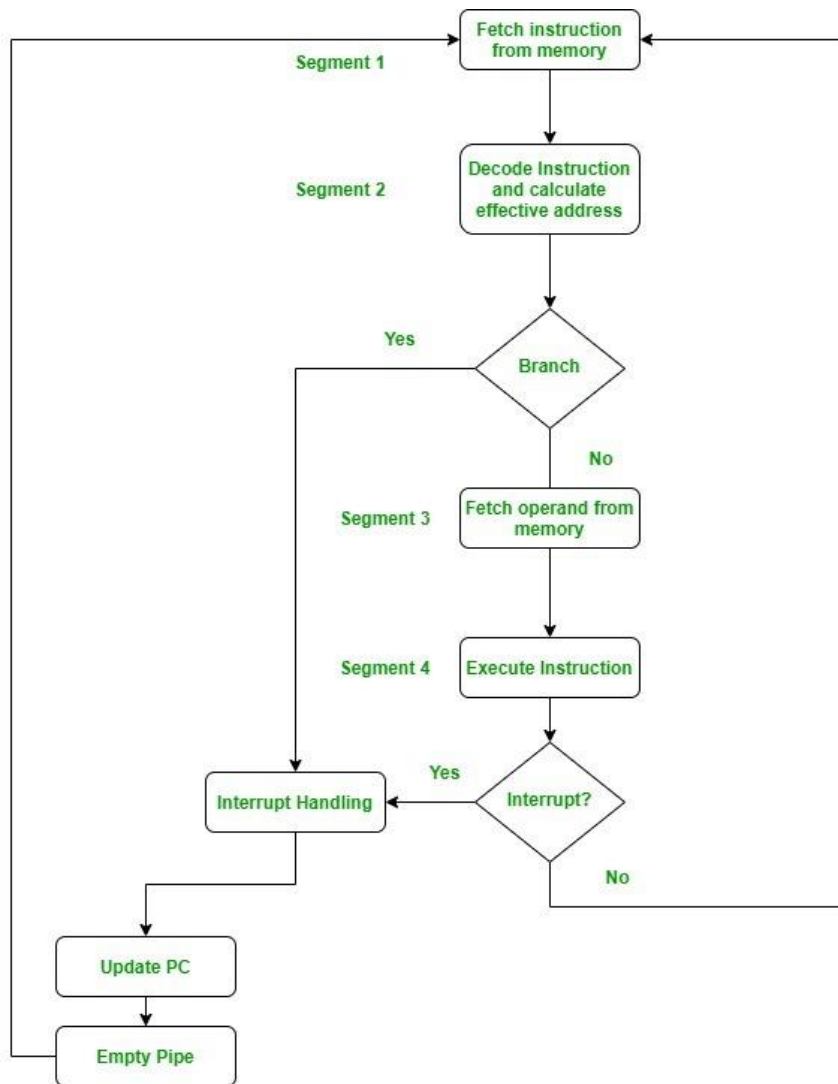 Fetch instruction
from memory
Segment 1
Decode Instruction
and calculate
effective address
Segment 2
Yes
Branch
No
Segment 3
Fetch operand from
memory
Segment 4
Execute Instruction
Yes
Interrupt Handling
Interrupt?
No
Update PC
Empty Pipe